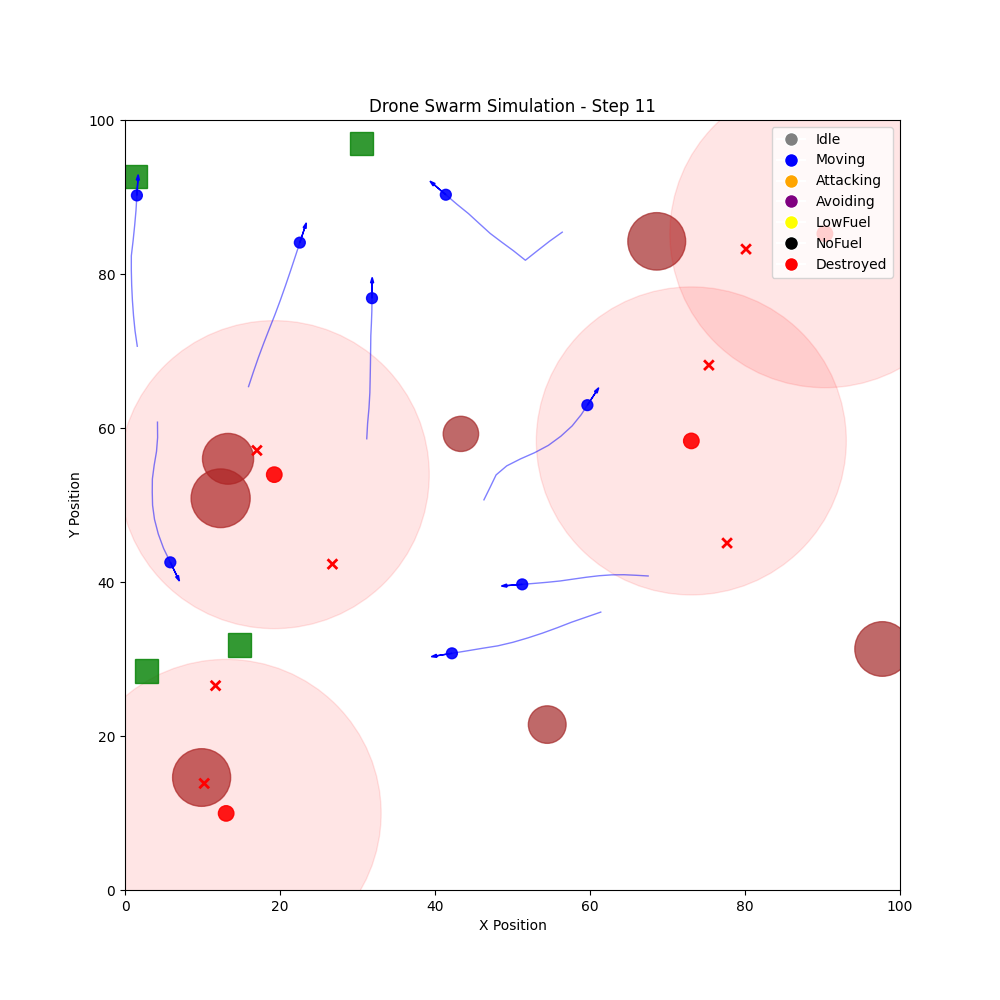 Drone Swarm Simulation - Step 11
Idle
Moving
Attacking
Avoiding
LowFuel
NoFuel
Destroyed
Y Position
100
80
60
40
20
0
0 20 40 60 80 100
X Position